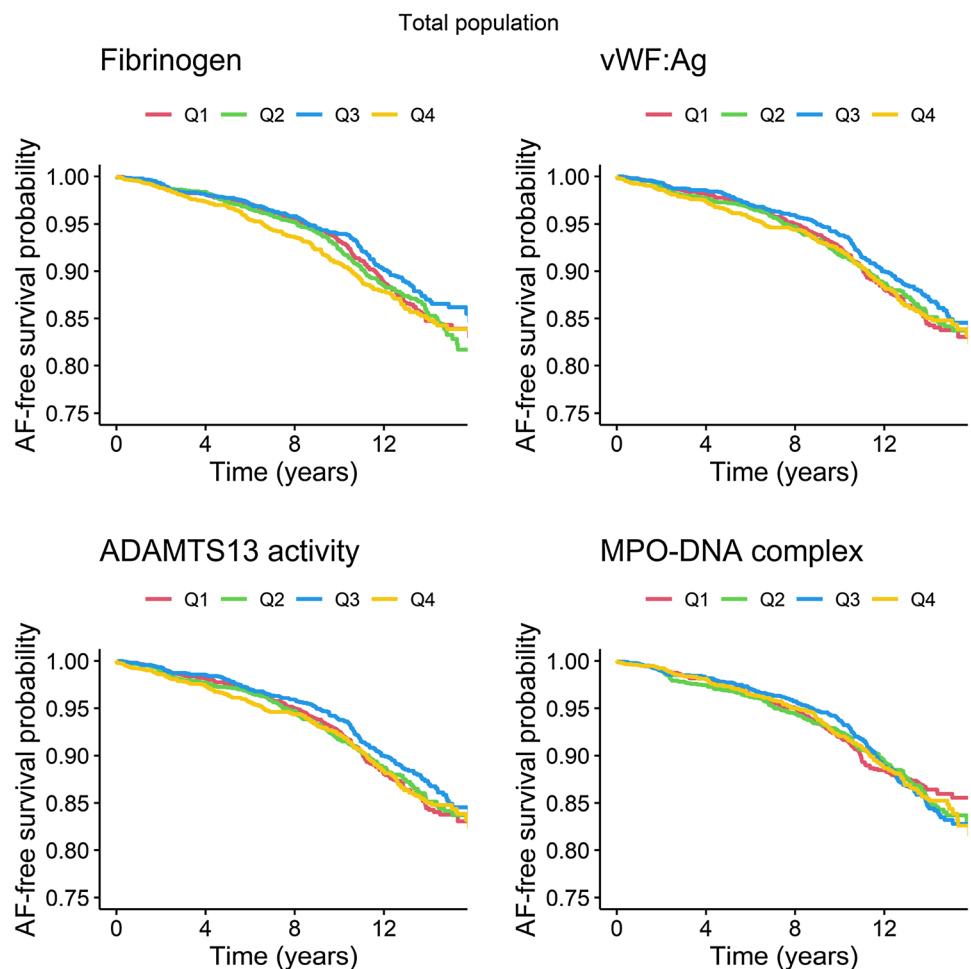 Total population
Fibrinogen
Q1 Q2 Q3 Q4
AF-free survival probability
1.00
0.95
0.90
0.85
0.80
0.75
0 4 8 12
Time (years)
vWF:Ag
Q1 Q2 Q3 Q4
AF-free survival probability
1.00
0.95
0.90
0.85
0.80
0.75
0 4 8 12
Time (years)
ADAMTS13 activity
Q1 Q2 Q3 Q4
AF-free survival probability
1.00
0.95
0.90
0.85
0.80
0.75
0 4 8 12
Time (years)
MPO-DNA complex
Q1 Q2 Q3 Q4
AF-free survival probability
1.00
0.95
0.90
0.85
0.80
0.75
0 4 8 12
Time (years)